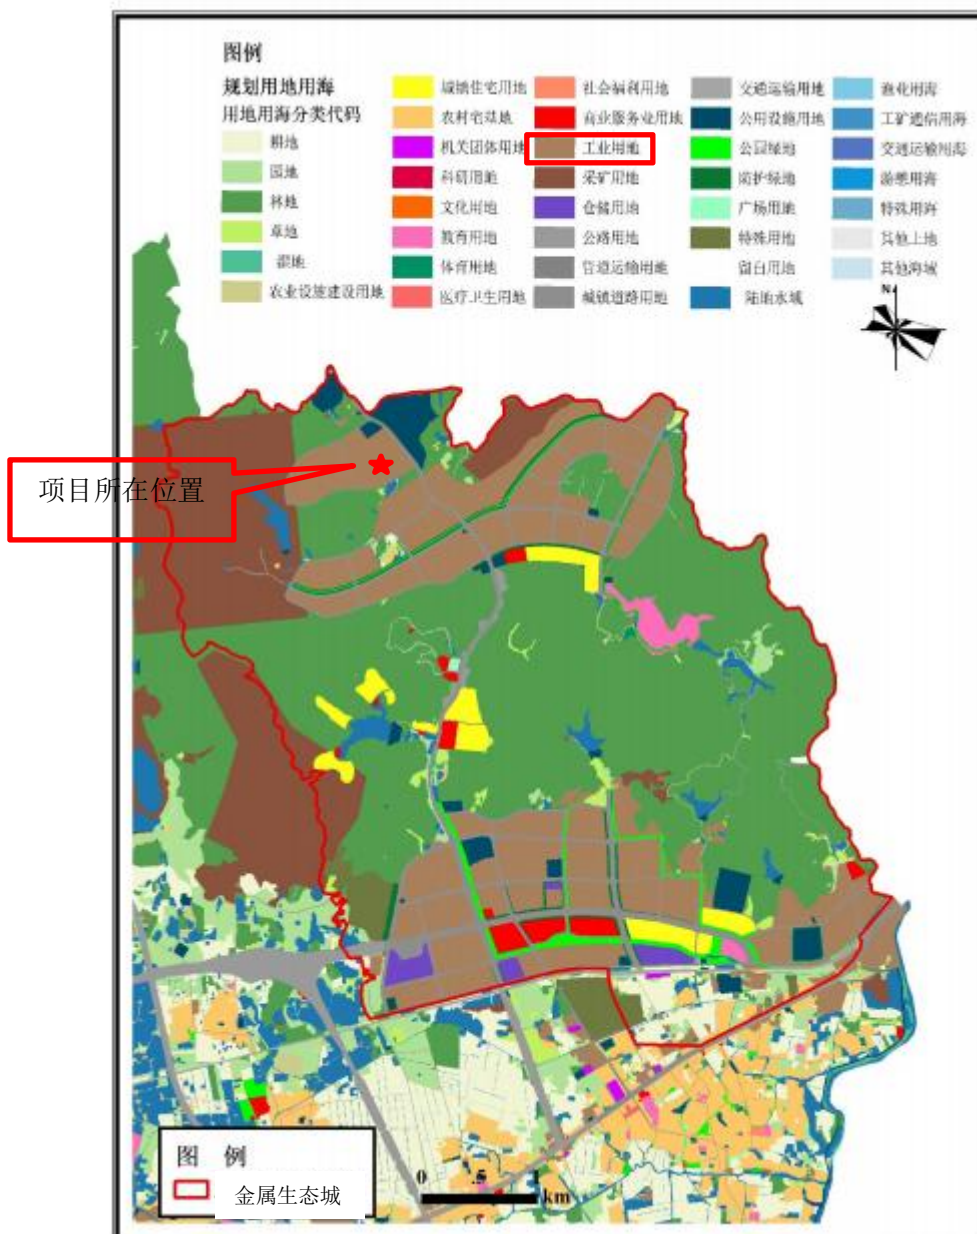 图例
规划用地用海
用地用海分类代码
耕地
园地
林地
草地
湿地
农业设施建设用地
城镇住宅用地
农村宅基地
机关团体用地
科研用地
文化用地
教育用地
体育用地
医疗卫生用地
社会福利用地
商业服务业用地
工业用地
采矿用地
仓储用地
公路用地
管道运输用地
城镇道路用地
交通运输用地
公用设施用地
公园绿地
防护绿地
广场用地
特殊用地
留白用地
陆地水域
渔业用海
工矿通信用海
交通运输用海
游憩用海
特殊用海
其他土地
其他海域
N
项目所在位置
图 例
金属生态城
0 .5 1
km